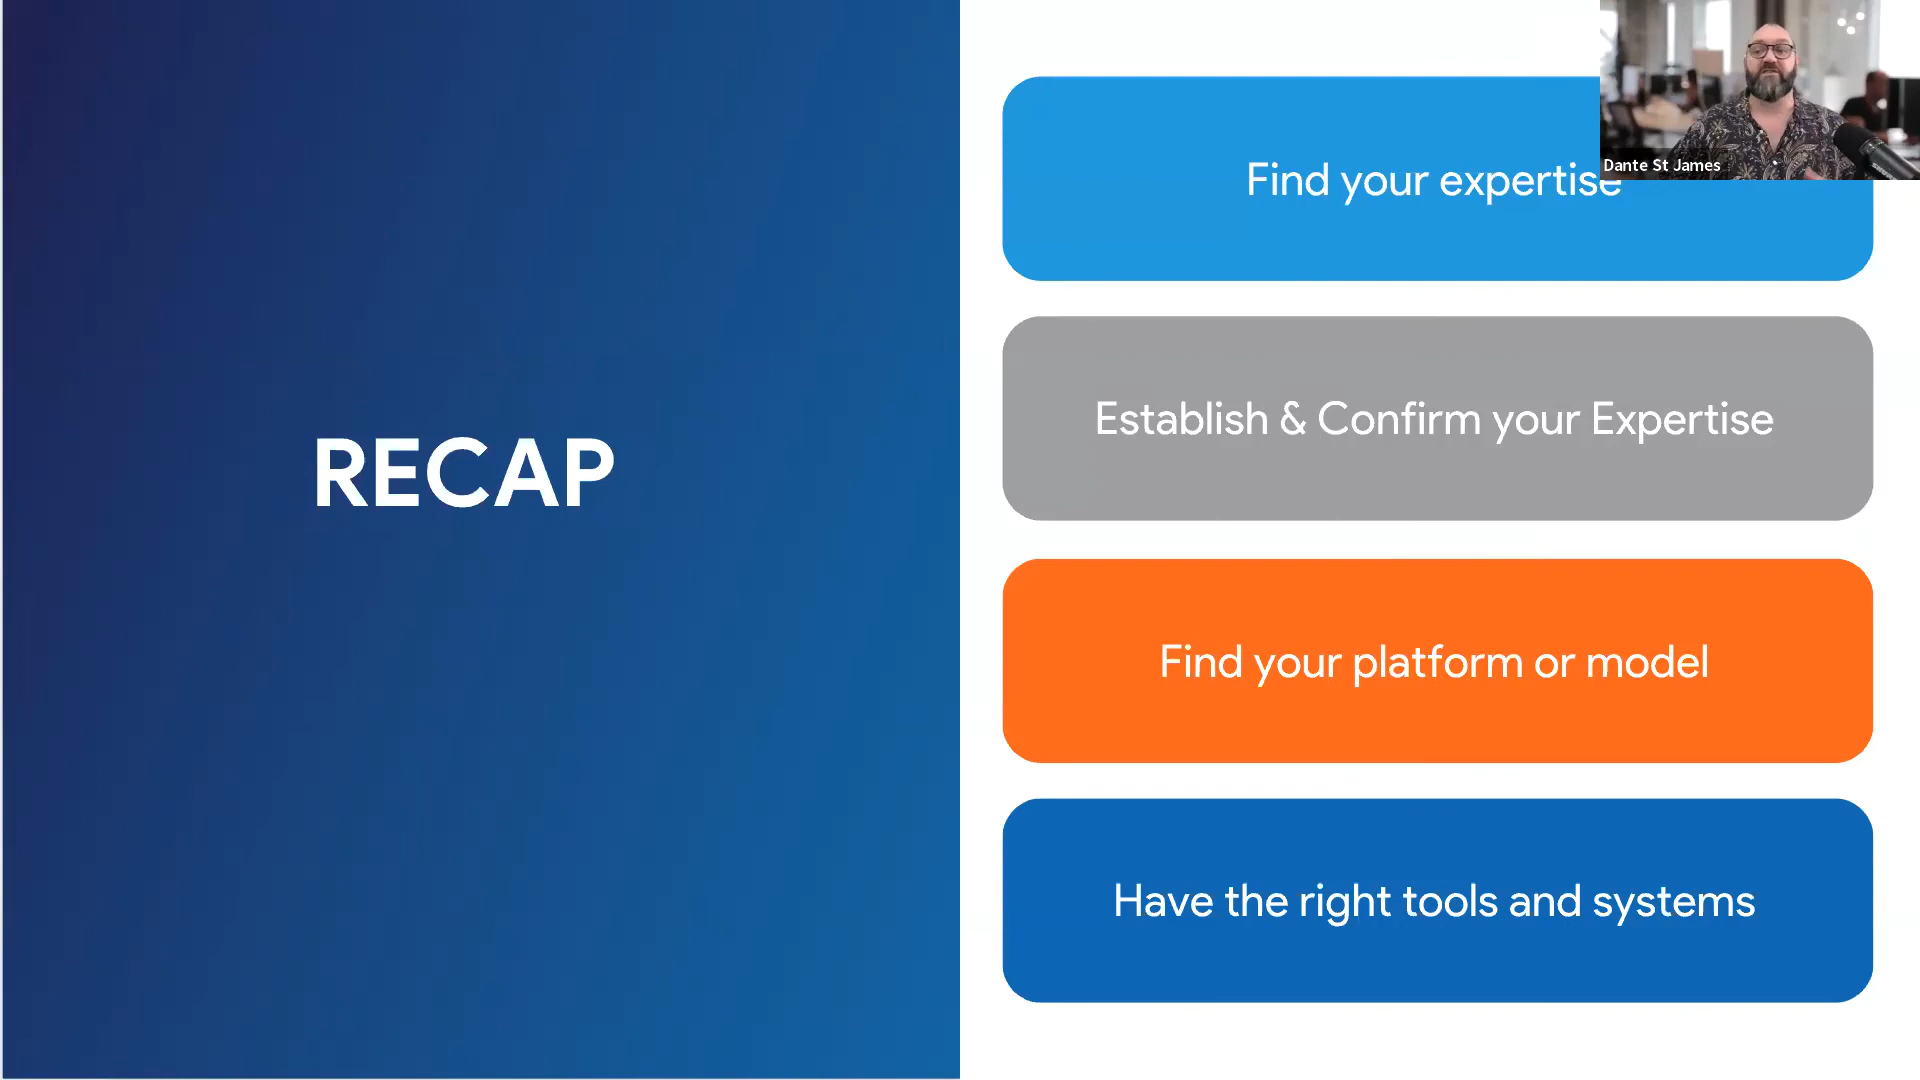 RECAP
Find your expertise
Dante St James
Establish & Confirm your Expertise
Find your platform or model
Have the right tools and systems